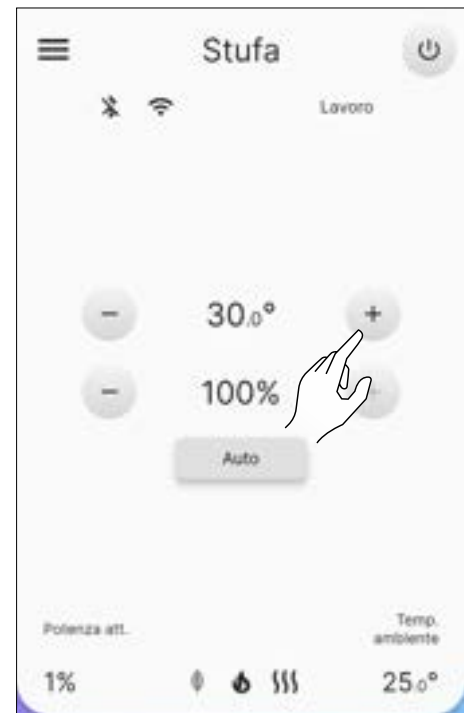 Stufa
Lavoro
- 30.0° +
- 100%
Auto
Potenza att.
Temp.
ambiente
1% 25.0°